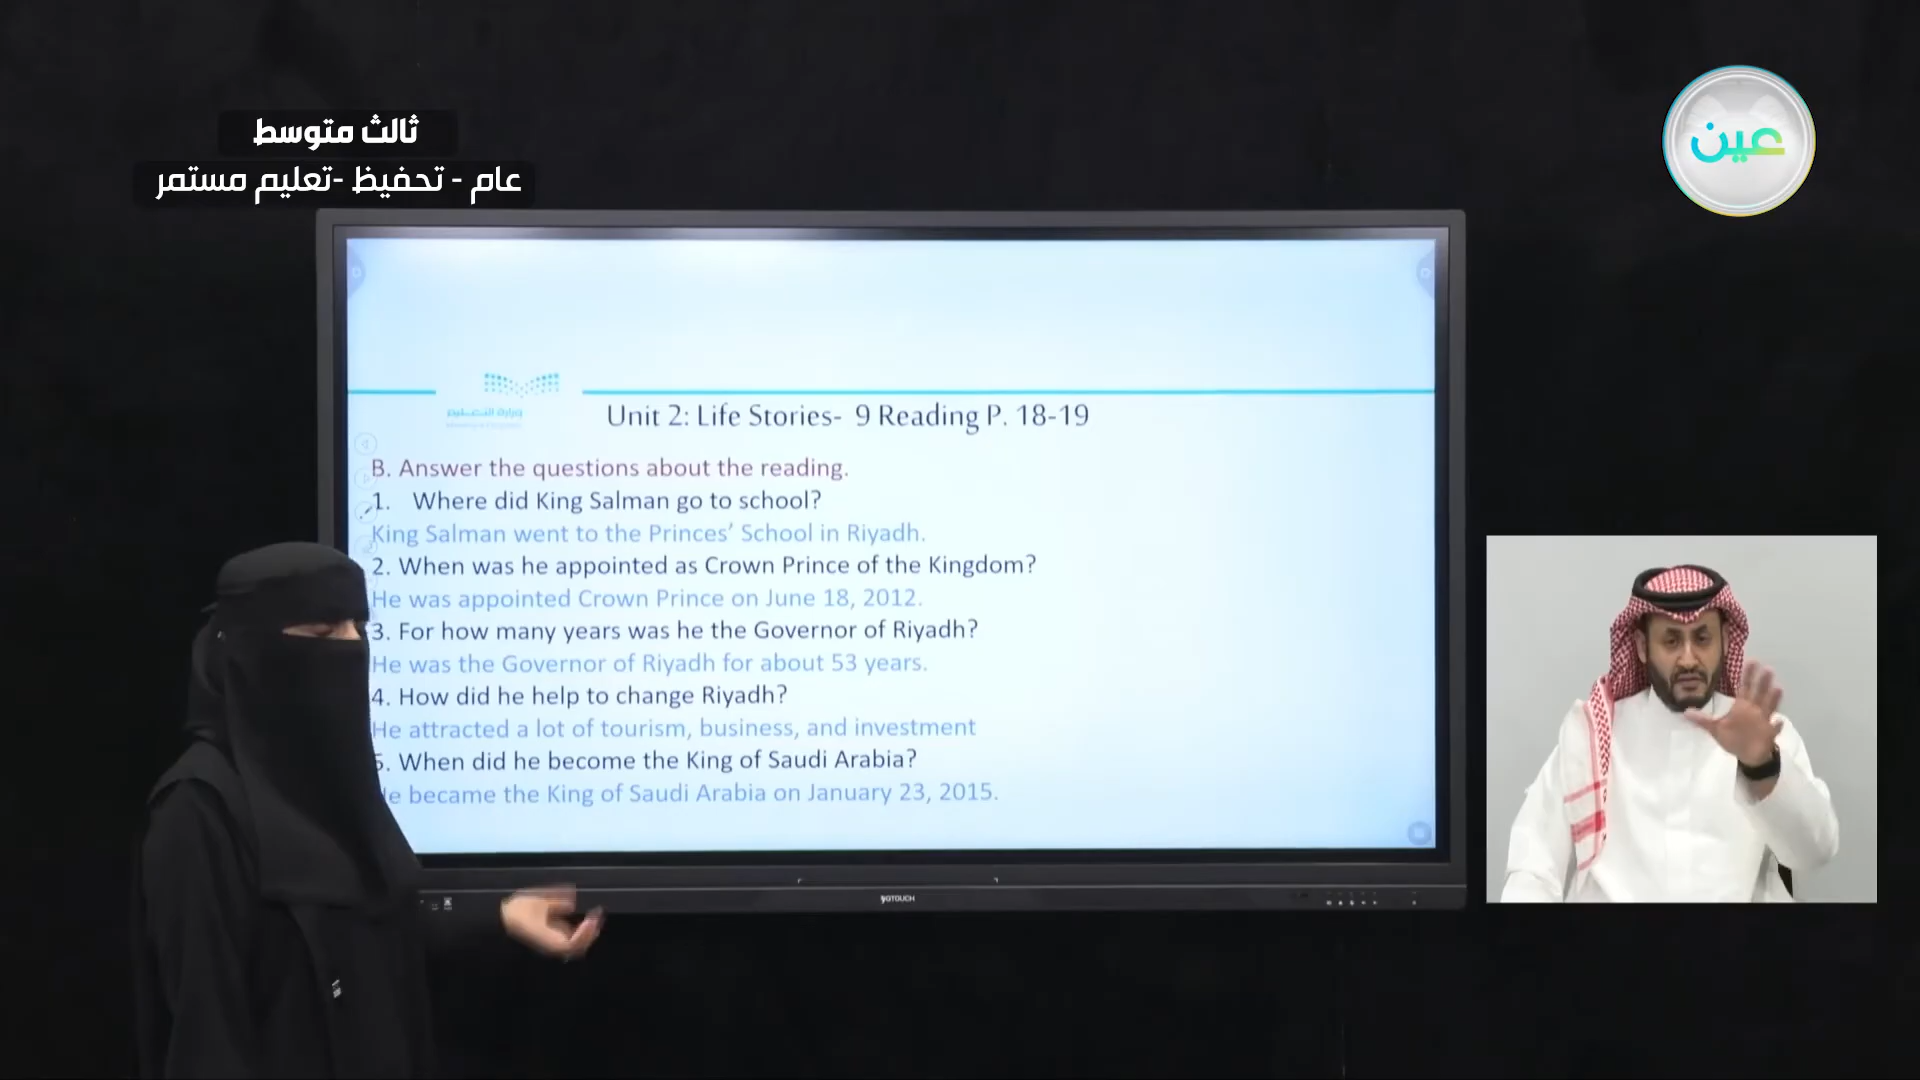 ثالث متوسط
عام - تحفيظ -تعليم مستمر
عين
وزارة التعليم
Unit 2: Life Stories- 9 Reading P. 18-19
B. Answer the questions about the reading.
1. Where did King Salman go to school?
King Salman went to the Princes’ School in Riyadh.
2. When was he appointed as Crown Prince of the Kingdom?
He was appointed Crown Prince on June 18, 2012.
3. For how many years was he the Governor of Riyadh?
He was the Governor of Riyadh for about 53 years.
4. How did he help to change Riyadh?
He attracted a lot of tourism, business, and investment
5. When did he become the King of Saudi Arabia?
He became the King of Saudi Arabia on January 23, 2015.